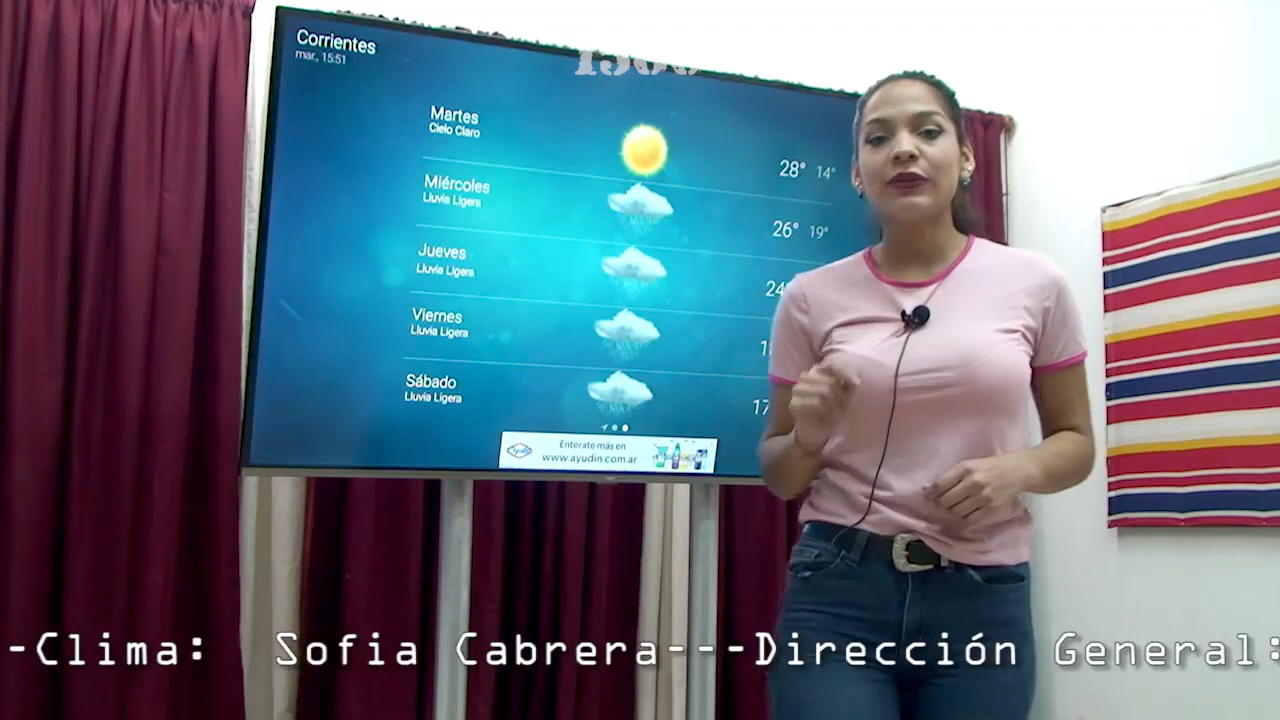 Corrientes
mar., 15:51
Martes
Cielo Claro
28° 14°
Miércoles
Lluvia Ligera
26° 19°
Jueves
Lluvia Ligera
Viernes
Lluvia Ligera
Sábado
Lluvia Ligera
17
Enterate más en
www.ayudin.com.ar
-Clima: Sofia Cabrera---Dirección General: